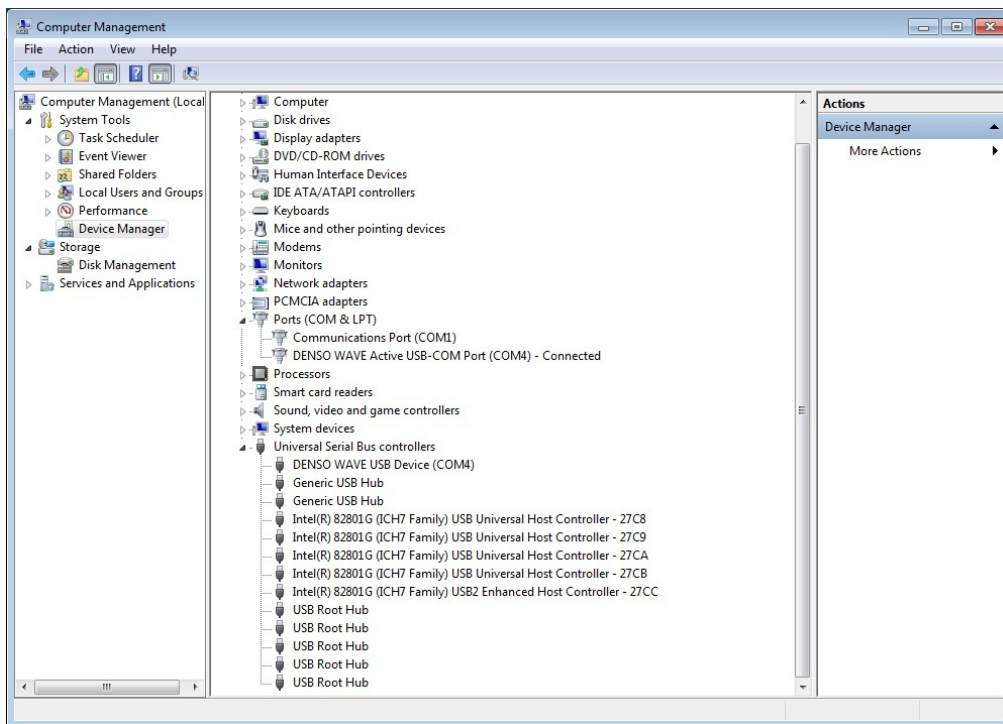 Computer Management
File Action View Help
Computer Management (Local
System Tools
Task Scheduler
Event Viewer
Shared Folders
Local Users and Groups
Performance
Device Manager
Storage
Disk Management
Services and Applications
Computer
Disk drives
Display adapters
DVD/CD-ROM drives
Human Interface Devices
IDE ATA/ATAPI controllers
Keyboards
Mice and other pointing devices
Modems
Monitors
Network adapters
PCMCIA adapters
Ports (COM & LPT)
Communications Port (COM1)
DENSO WAVE Active USB-COM Port (COM4) - Connected
Processors
Smart card readers
Sound, video and game controllers
System devices
Universal Serial Bus controllers
DENSO WAVE USB Device (COM4)
Generic USB Hub
Generic USB Hub
Intel(R) 82801G (ICH7 Family) USB Universal Host Controller - 27C8
Intel(R) 82801G (ICH7 Family) USB Universal Host Controller - 27C9
Intel(R) 82801G (ICH7 Family) USB Universal Host Controller - 27CA
Intel(R) 82801G (ICH7 Family) USB Universal Host Controller - 27CB
Intel(R) 82801G (ICH7 Family) USB2 Enhanced Host Controller - 27CC
USB Root Hub
USB Root Hub
USB Root Hub
USB Root Hub
USB Root Hub
Actions
Device Manager
More Actions